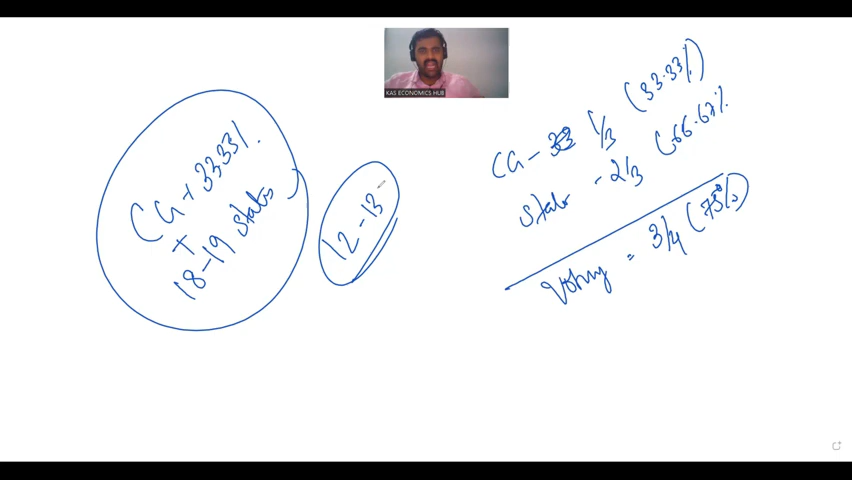 KAS ECONOMICS HUB
CG + 33.33%.
+
18-19 states
12-13
CG - 1/3 (33.33%)
State - 2/3 (66.67%
Voting = 3/4 (75%)